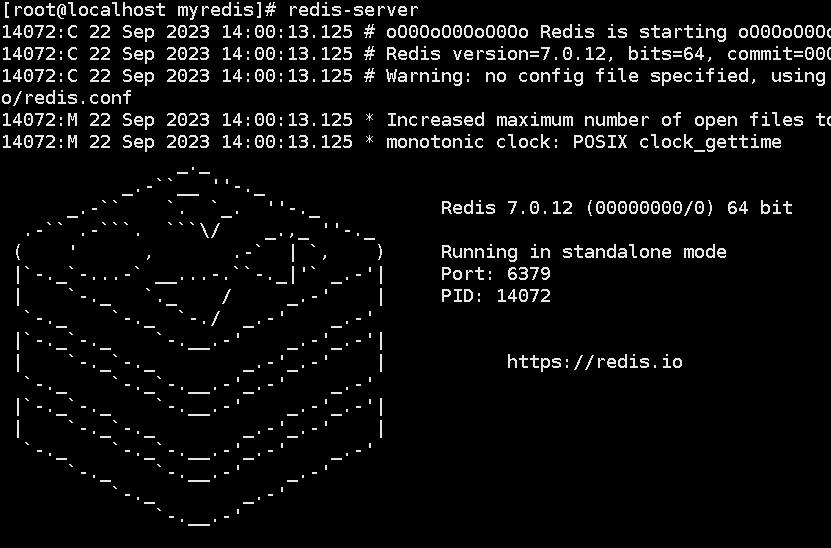 [root@localhost myredis]# redis-server
14072:C 22 Sep 2023 14:00:13.125 # oO0OoO0OoO0Oo Redis is starting oO0OoO0Oo
14072:C 22 Sep 2023 14:00:13.125 # Redis version=7.0.12, bits=64, commit=000
14072:C 22 Sep 2023 14:00:13.125 # Warning: no config file specified, using
o/redis.conf
14072:M 22 Sep 2023 14:00:13.125 * Increased maximum number of open files to
14072:M 22 Sep 2023 14:00:13.125 * monotonic clock: POSIX clock_gettime
Redis 7.0.12 (00000000/0) 64 bit
Running in standalone mode
Port: 6379
PID: 14072
https://redis.io